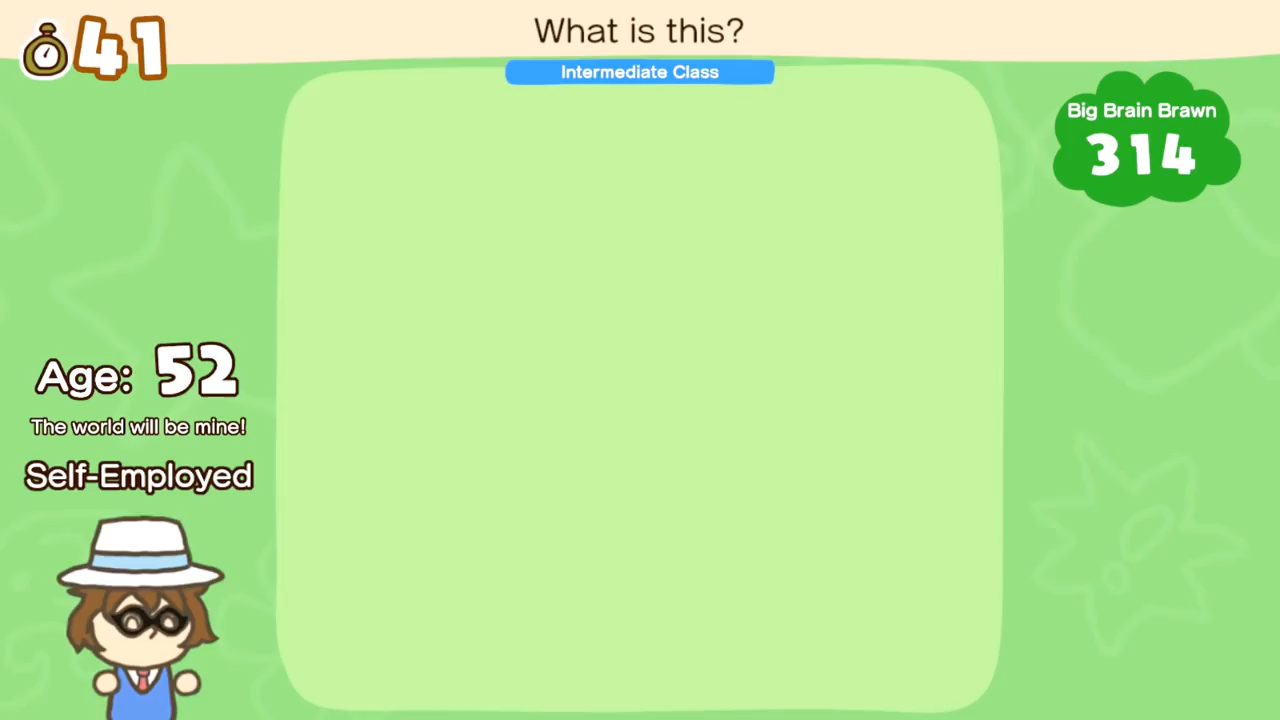 41
What is this?
Intermediate Class
Big Brain Brawn
314
Age: 52
The world will be mine!
Self-Employed